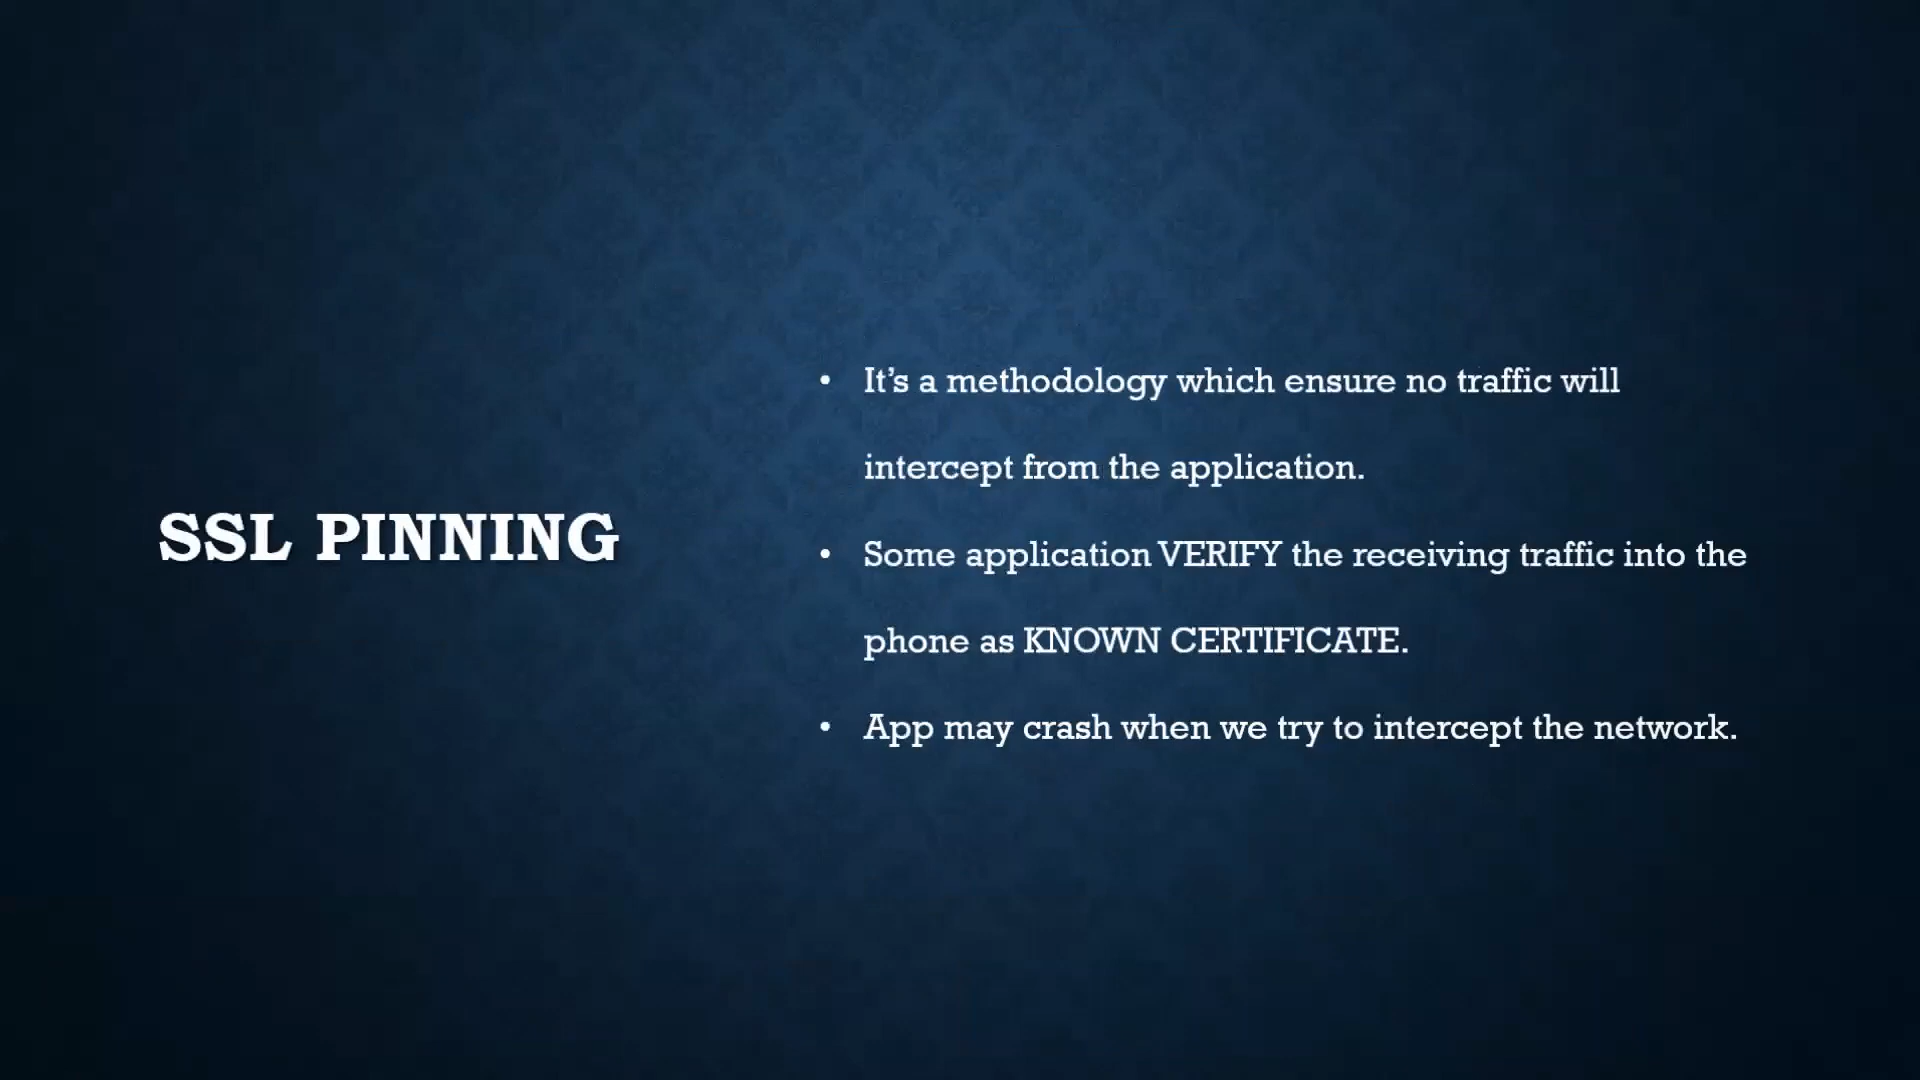 SSL PINNING
• It's a methodology which ensure no traffic will
intercept from the application.
• Some application VERIFY the receiving traffic into the
phone as KNOWN CERTIFICATE.
• App may crash when we try to intercept the network.